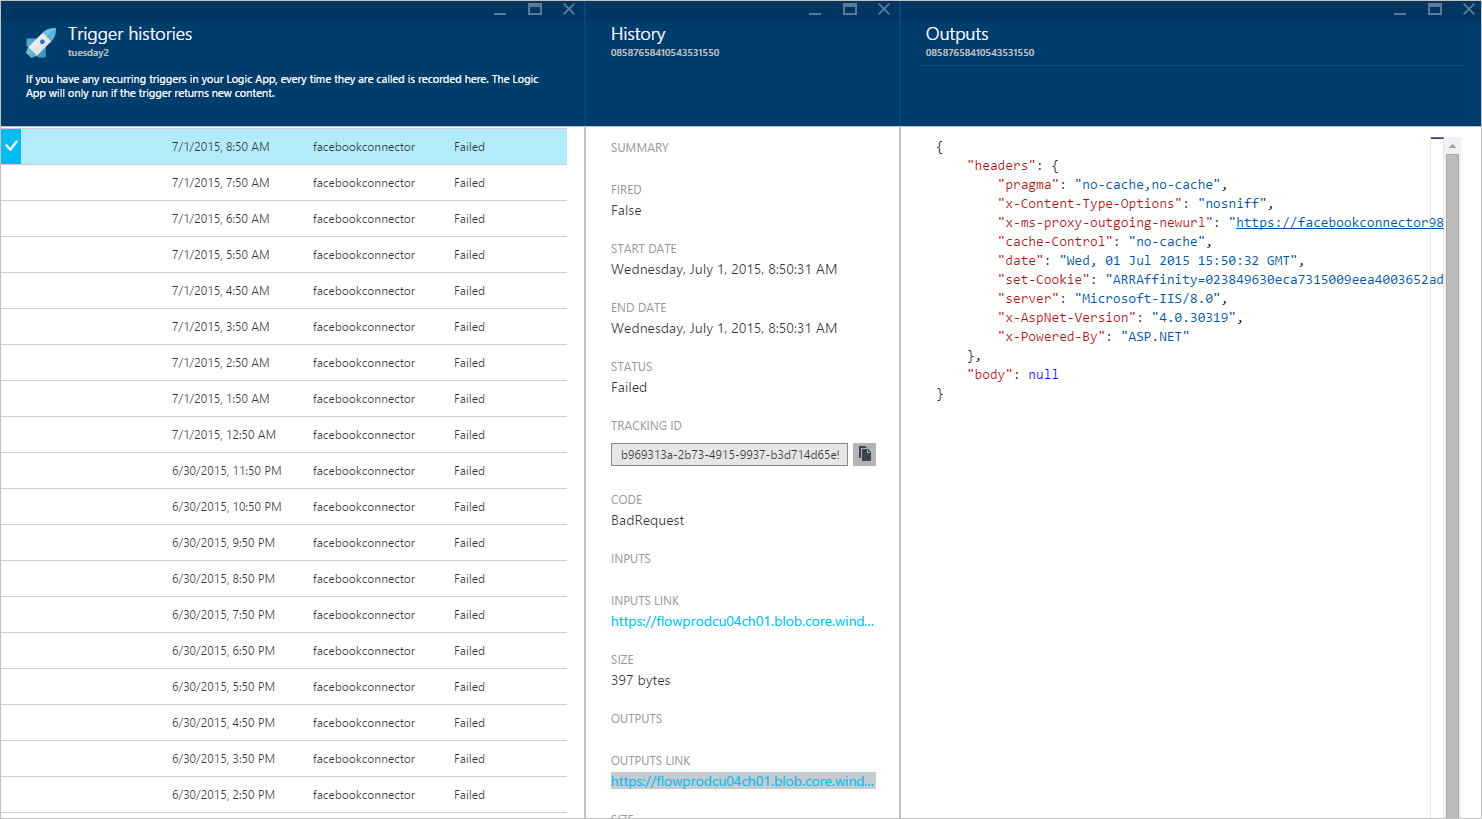 Trigger histories
tuesday2
If you have any recurring triggers in your Logic App, every time they are called is recorded here. The Logic
App will only run if the trigger returns new content.
7/1/2015, 8:50 AM facebookconnector Failed
7/1/2015, 7:50 AM facebookconnector Failed
7/1/2015, 6:50 AM facebookconnector Failed
7/1/2015, 5:50 AM facebookconnector Failed
7/1/2015, 4:50 AM facebookconnector Failed
7/1/2015, 3:50 AM facebookconnector Failed
7/1/2015, 2:50 AM facebookconnector Failed
7/1/2015, 1:50 AM facebookconnector Failed
7/1/2015, 12:50 AM facebookconnector Failed
6/30/2015, 11:50 PM facebookconnector Failed
6/30/2015, 10:50 PM facebookconnector Failed
6/30/2015, 9:50 PM facebookconnector Failed
6/30/2015, 8:50 PM facebookconnector Failed
6/30/2015, 7:50 PM facebookconnector Failed
6/30/2015, 6:50 PM facebookconnector Failed
6/30/2015, 5:50 PM facebookconnector Failed
6/30/2015, 4:50 PM facebookconnector Failed
6/30/2015, 3:50 PM facebookconnector Failed
6/30/2015, 2:50 PM facebookconnector Failed
History
08587658410543531550
SUMMARY
FIRED
False
START DATE
Wednesday, July 1, 2015, 8:50:31 AM
END DATE
Wednesday, July 1, 2015, 8:50:31 AM
STATUS
Failed
TRACKING ID
b969313a-2b73-4915-9937-b3d714d65e9
CODE
BadRequest
INPUTS
INPUTS LINK
https://flowprodcu04ch01.blob.core.wind...
SIZE
397 bytes
OUTPUTS
OUTPUTS LINK
https://flowprodcu04ch01.blob.core.wind...
SIZE
Outputs
08587658410543531550
{
"headers": {
"pragma": "no-cache,no-cache",
"x-Content-Type-Options": "nosniff",
"x-ms-proxy-outgoing-newurl": "https://facebookconnector98
"cache-Control": "no-cache",
"date": "Wed, 01 Jul 2015 15:50:32 GMT",
"set-Cookie": "ARRAffinity=023849630eca7315009eea4003652ad
"server": "Microsoft-IIS/8.0",
"x-AspNet-Version": "4.0.30319",
"x-Powered-By": "ASP.NET"
},
"body": null
}